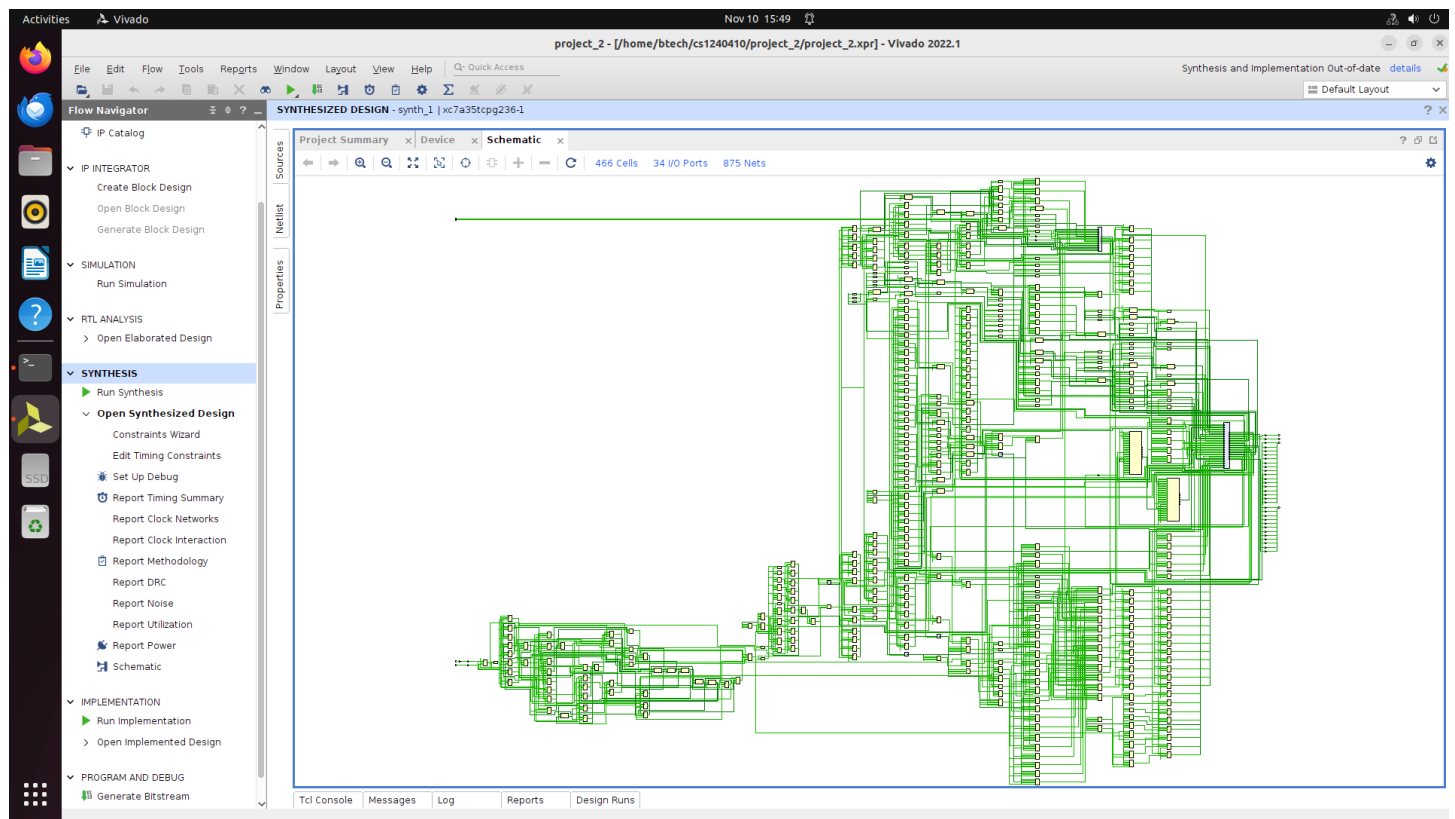 Activities Vivado Nov 10 15:49
project_2 - [/home/btech/cs1240410/project_2/project_2.xpr] - Vivado 2022.1
File Edit Flow Tools Reports Window Layout View Help Quick Access Synthesis and Implementation Out-of-date details
Default Layout
Flow Navigator
SYNTHESIZED DESIGN - synth_1 | xc7a35tcpg236-1
IP Catalog
IP INTEGRATOR
Create Block Design
Open Block Design
Generate Block Design
SIMULATION
Run Simulation
RTL ANALYSIS
Open Elaborated Design
SYNTHESIS
Run Synthesis
Open Synthesized Design
Constraints Wizard
Edit Timing Constraints
Set Up Debug
Report Timing Summary
Report Clock Networks
Report Clock Interaction
Report Methodology
Report DRC
Report Noise
Report Utilization
Report Power
Schematic
IMPLEMENTATION
Run Implementation
Open Implemented Design
PROGRAM AND DEBUG
Generate Bitstream
SSD
Sources
Netlist
Properties
Project Summary Device Schematic
466 Cells 34 I/O Ports 875 Nets
Tcl Console Messages Log Reports Design Runs